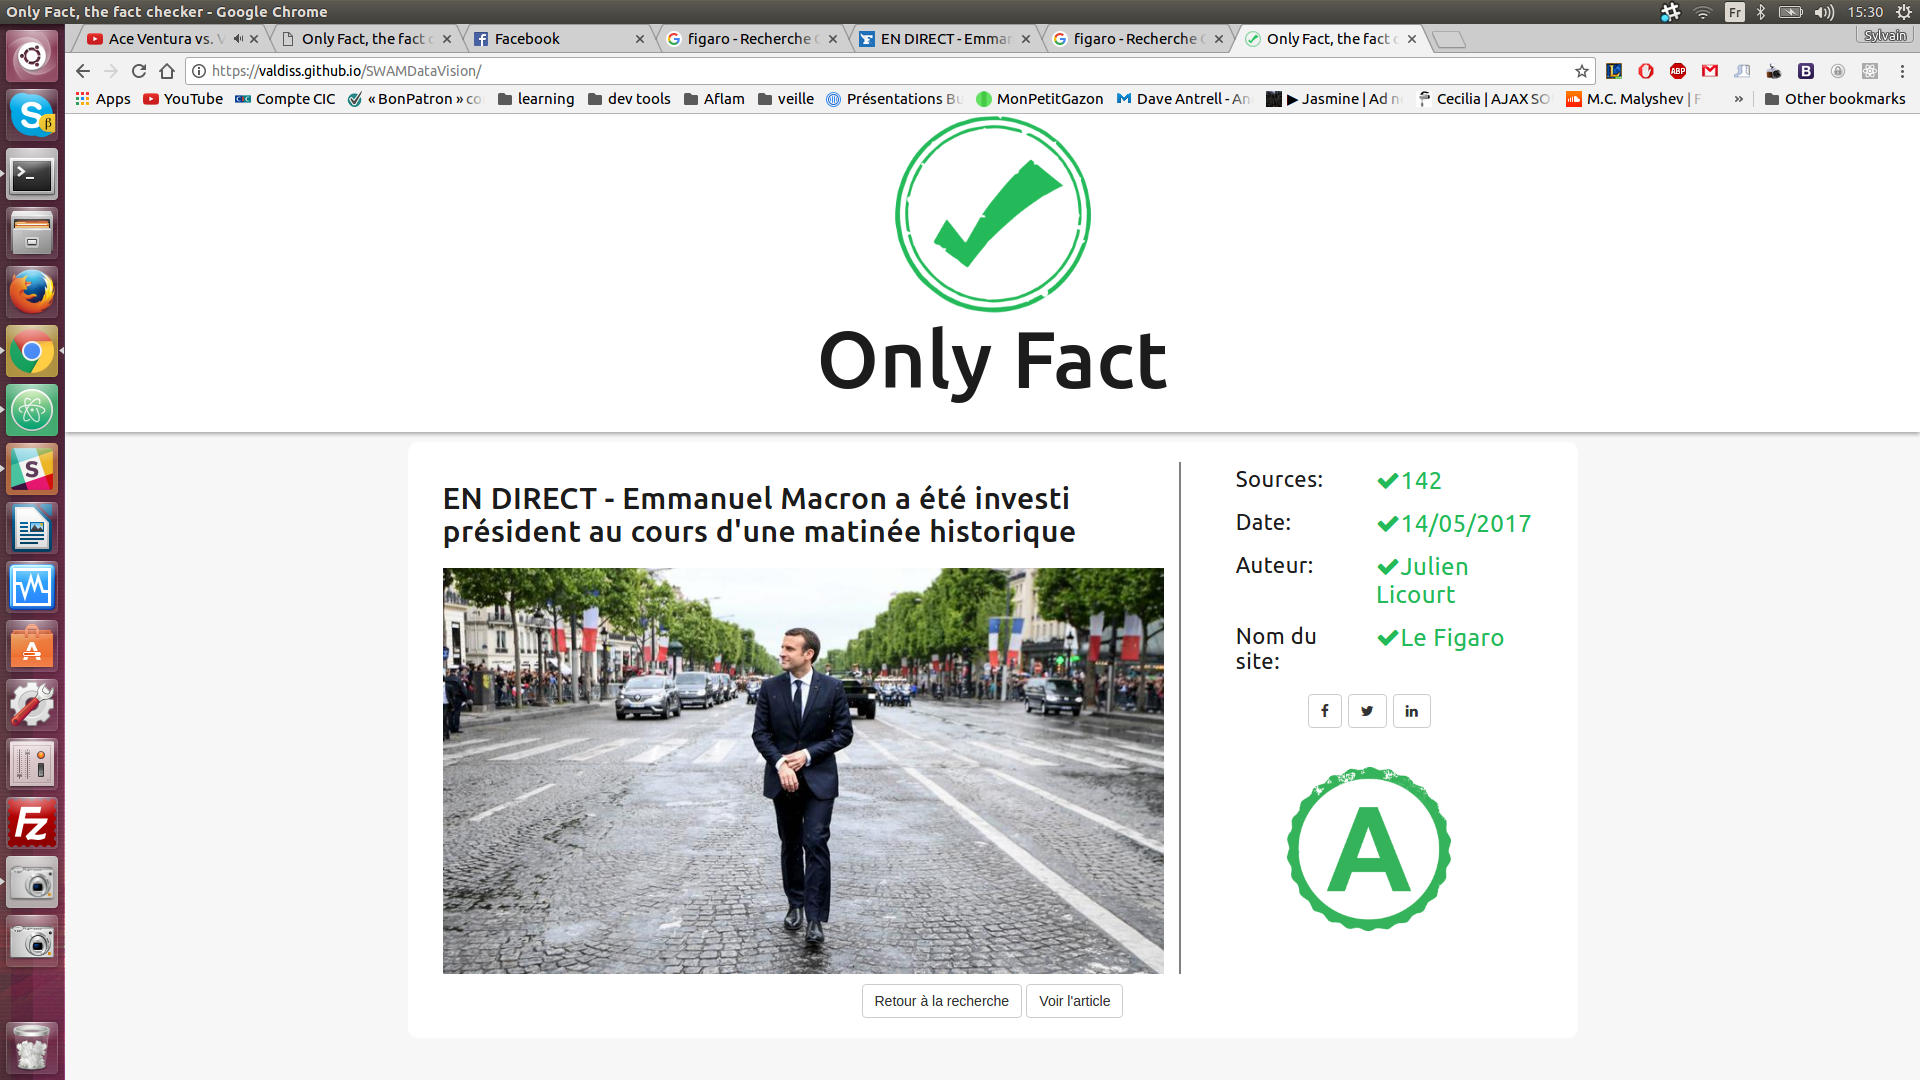 Only Fact, the fact checker - Google Chrome
Fr
15:30
Ace Ventura vs. V
Only Fact, the fact c
Facebook
figaro - Recherche
EN DIRECT - Emman
figaro - Recherche
Only Fact, the fact c
Sylvain
https://valdiss.github.io/SWAMDataVision/
ABP
B
Apps
YouTube
Compte CIC
« BonPatron » co
learning
dev tools
Aflam
veille
Présentations Bu
MonPetitGazon
Dave Antrell - An
▶ Jasmine | Ad n
Cecilia | AJAX SO
M.C. Malyshev | F
»
Other bookmarks
Only Fact
EN DIRECT - Emmanuel Macron a été investi
président au cours d'une matinée historique
Sources:
142
Date:
14/05/2017
Auteur:
Julien
Licourt
Nom du
site:
Le Figaro
A
Retour à la recherche
Voir l'article